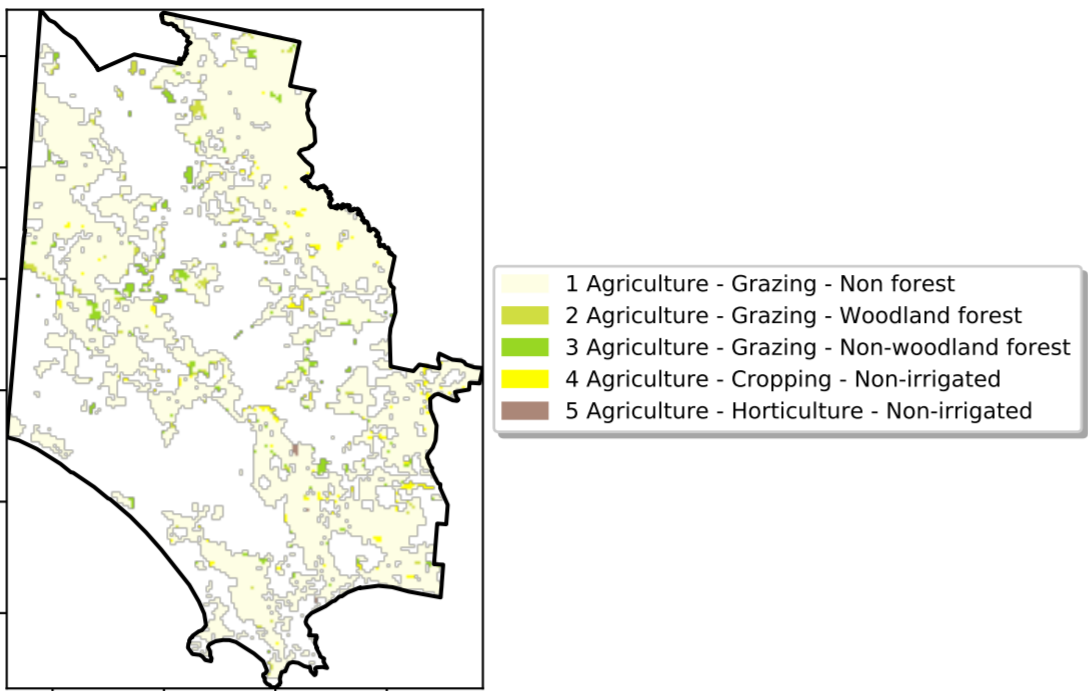 1 Agriculture - Grazing - Non forest
2 Agriculture - Grazing - Woodland forest
3 Agriculture - Grazing - Non-woodland forest
4 Agriculture - Cropping - Non-irrigated
5 Agriculture - Horticulture - Non-irrigated